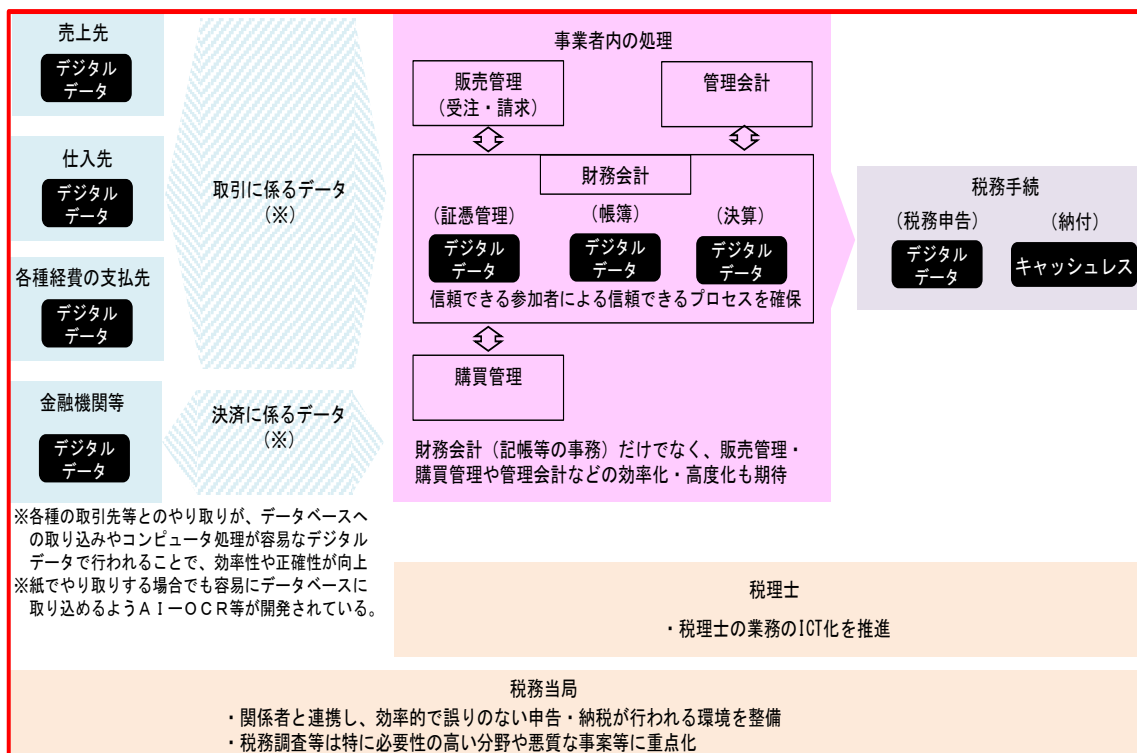 売上先
デジタル
データ
仕入先
デジタル
データ
各種経費の支払先
デジタル
データ
金融機関等
デジタル
データ
取引に係るデータ
（※）
決済に係るデータ
（※）
※各種の取引先等とのやり取りが、データベースへ
の取り込みやコンピュータ処理が容易なデジタル
データで行われることで、効率性や正確性が向上
※紙でやり取りする場合でも容易にデータベースに
取り込めるようＡＩ－ＯＣＲ等が開発されている。
事業者内の処理
販売管理
（受注・請求）
管理会計
財務会計
（証憑管理）
（帳簿）
（決算）
デジタル
データ
デジタル
データ
デジタル
データ
信頼できる参加者による信頼できるプロセスを確保
購買管理
財務会計（記帳等の事務）だけでなく、販売管理・
購買管理や管理会計などの効率化・高度化も期待
税務手続
（税務申告）
（納付）
デジタル
データ
キャッシュレス
税理士
・税理士の業務のICT化を推進
税務当局
・関係者と連携し、効率的で誤りのない申告・納税が行われる環境を整備
・税務調査等は特に必要性の高い分野や悪質な事案等に重点化